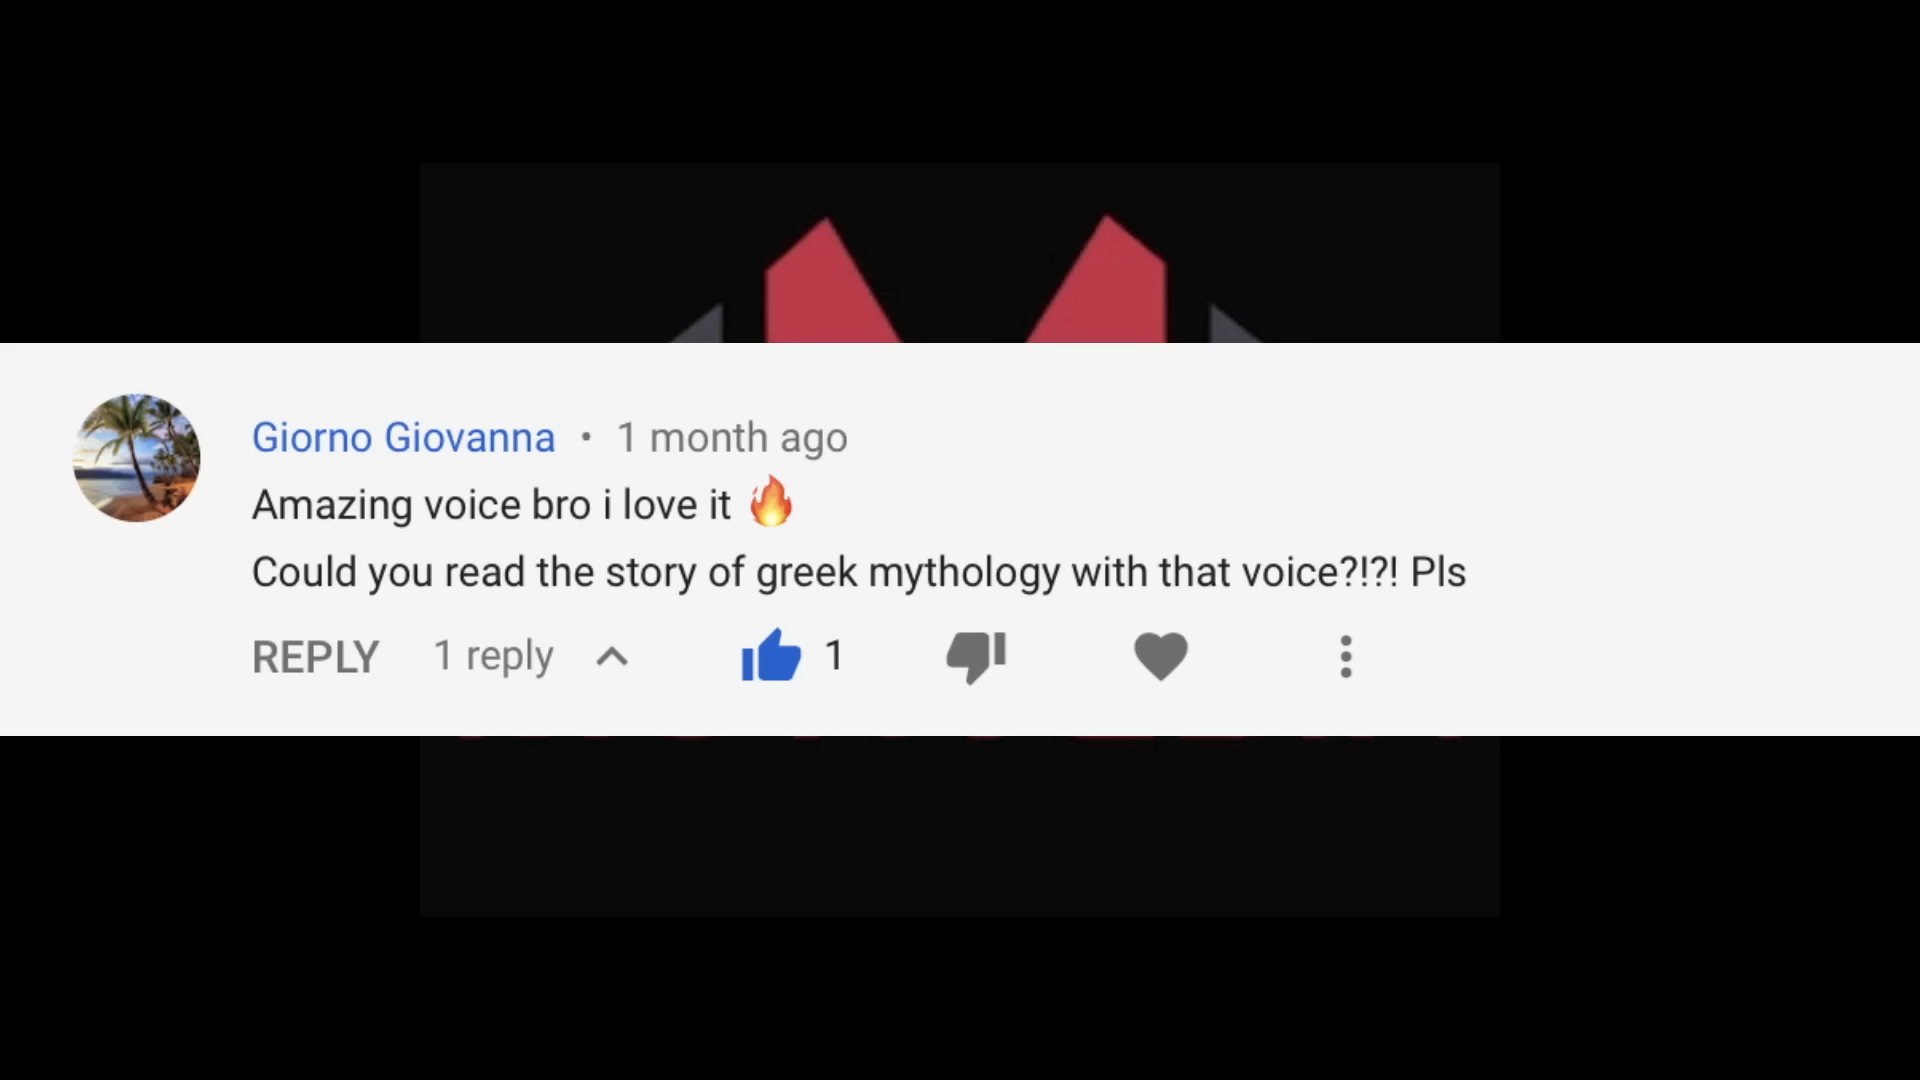 Giorno Giovanna • 1 month ago
Amazing voice bro i love it 🔥
Could you read the story of greek mythology with that voice?!?! Pls
REPLY 1 reply 1